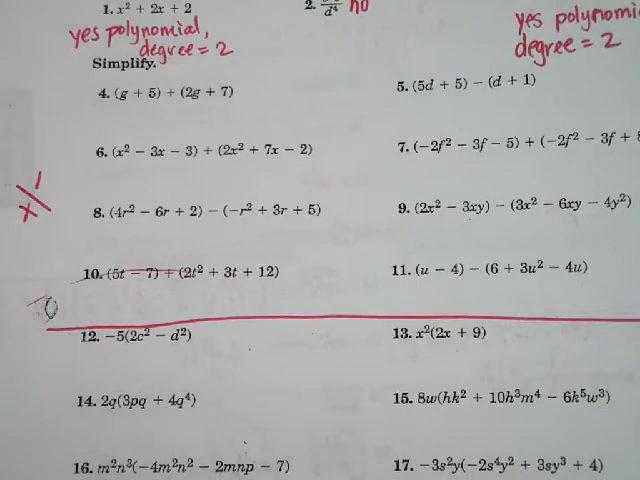 1. x² + 2x + 2
2. d⁴ no
yes polynomial,
degree = 2
yes polynomi
degree = 2
Simplify.
4. (g + 5) + (2g + 7)
5. (5d + 5) − (d + 1)
6. (x² − 3x − 3) + (2x² + 7x − 2)
7. (−2f² − 3f − 5) + (−2f² − 3f + 8
8. (4r² − 6r + 2) − (−r² + 3r + 5)
9. (2x² − 3xy) − (3x² − 6xy − 4y²)
10. (5t − 7) + (2t² + 3t + 12)
11. (u − 4) − (6 + 3u² − 4u)
12. −5(2c² − d²)
13. x²(2x + 9)
14. 2q(3pq + 4q⁴)
15. 8w(hk² + 10h³m⁴ − 6k⁵w³)
16. m²n³(−4m²n² − 2mnp − 7)
17. −3s²y(−2s⁴y² + 3sy³ + 4)